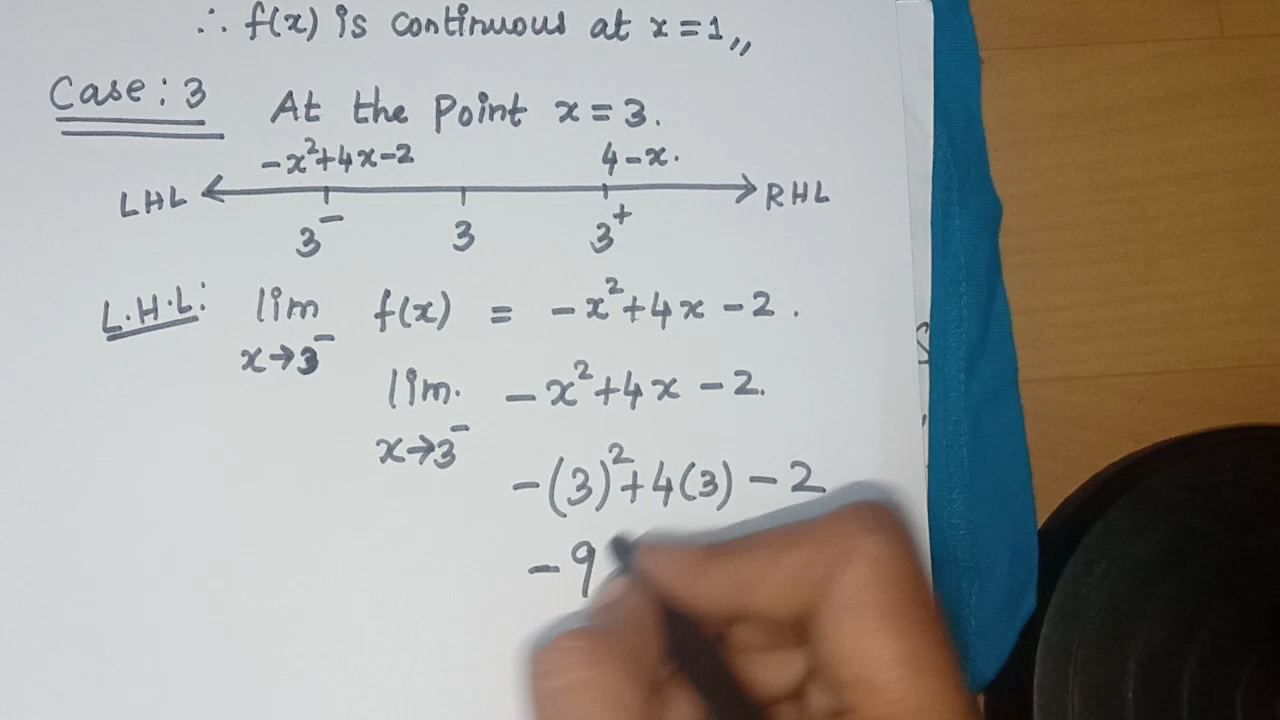 ∴ f(x) is continuous at x=1,,
Case: 3 At the Point x=3.
-x²+4x-2 4-x.
LHL RHL
3⁻ 3 3⁺
L.H.L: lim f(x) = -x²+4x-2.
x→3⁻
lim. -x²+4x-2.
x→3⁻
-(3)²+4(3)-2
-9